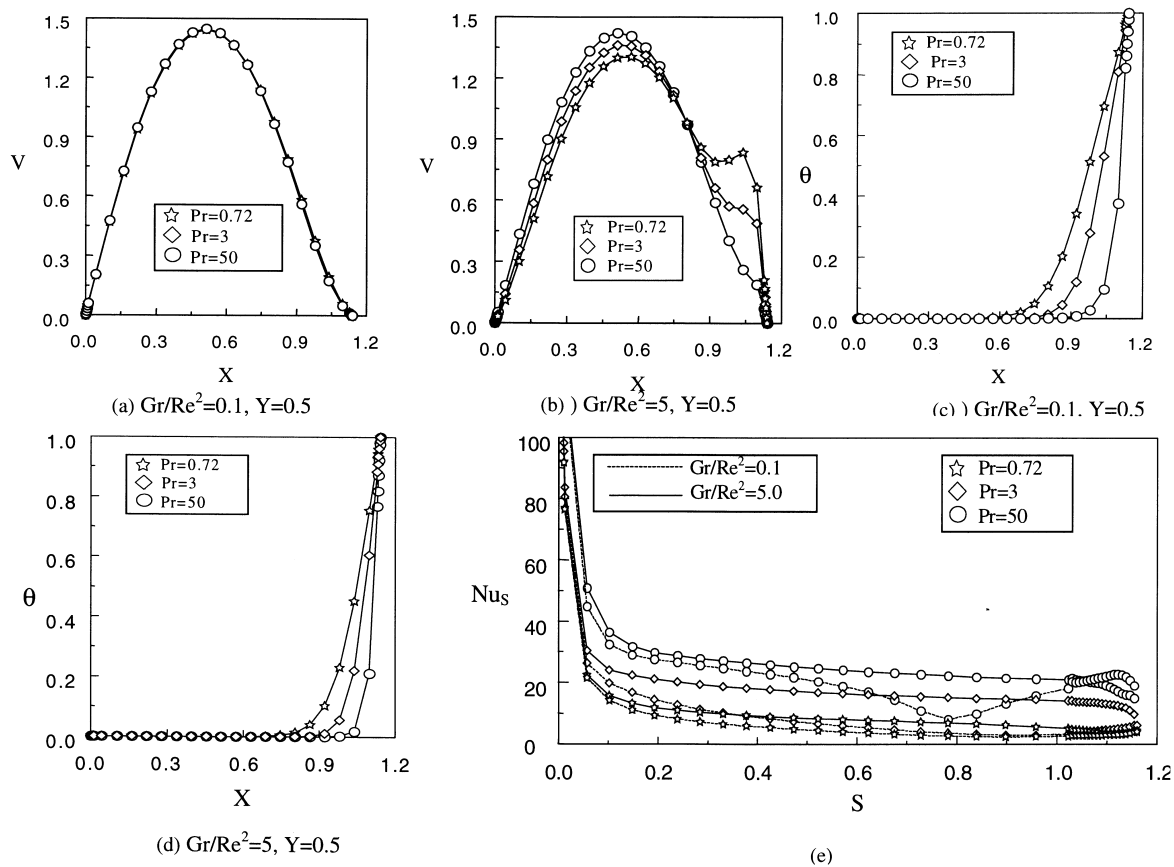 1.5
1.2
0.9
0.6
0.3
0.0
V
Pr=0.72
Pr=3
Pr=50
0.0 0.3 0.6 0.9 1.2
X
(a) Gr/Re²=0.1, Y=0.5
1.5
1.2
0.9
0.6
0.3
0.0
V
Pr=0.72
Pr=3
Pr=50
0.0 0.3 0.6 0.9 1.2
X
(b) ) Gr/Re²=5, Y=0.5
1.0
0.8
0.6
0.4
0.2
0.0
θ
Pr=0.72
Pr=3
Pr=50
0.0 0.3 0.6 0.9 1.2
X
(c) ) Gr/Re²=0.1, Y=0.5
1.0
0.8
0.6
0.4
0.2
0.0
θ
Pr=0.72
Pr=3
Pr=50
0.0 0.3 0.6 0.9 1.2
X
(d) Gr/Re²=5, Y=0.5
100
80
60
40
20
0
Nus
Gr/Re²=0.1
Gr/Re²=5.0
Pr=0.72
Pr=3
Pr=50
0.0 0.2 0.4 0.6 0.8 1.0 1.2
S
(e)